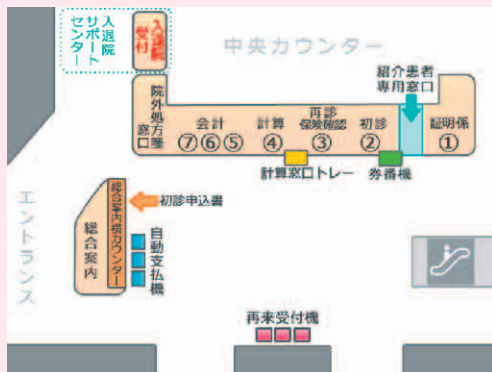 入退院
サポート
センター
入退院
受付
中央カウンター
紹介患者
専用窓口
院外処方箋
窓口
会計
⑦ ⑥ ⑤
計算
④
再診
保険確認
③
初診
②
証明係
①
計算窓口トレー
券番機
エントランス
総合案内
総合案内横カウンター
初診申込書
自動支払機
再来受付機